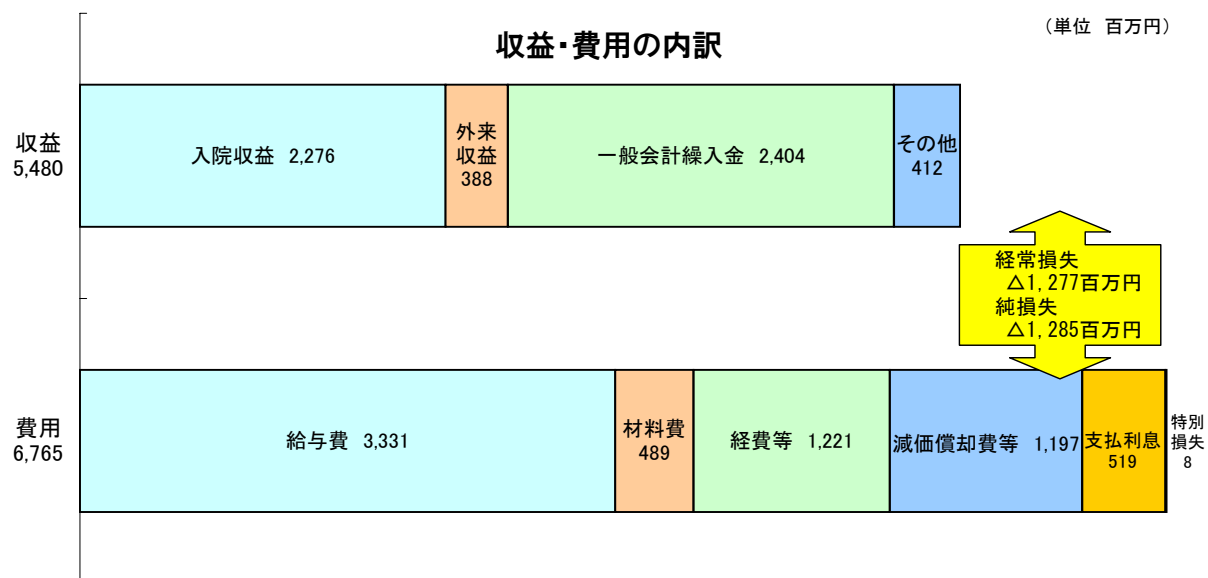 （単位　百万円）
収益・費用の内訳
収益
5,480
入院収益　2,276
外来
収益
388
一般会計繰入金　2,404
その他
412
経常損失
△1,277百万円
純損失
△1,285百万円
費用
6,765
給与費　3,331
材料費
489
経費等　1,221
減価償却費等　1,197
支払利息
519
特別
損失
8